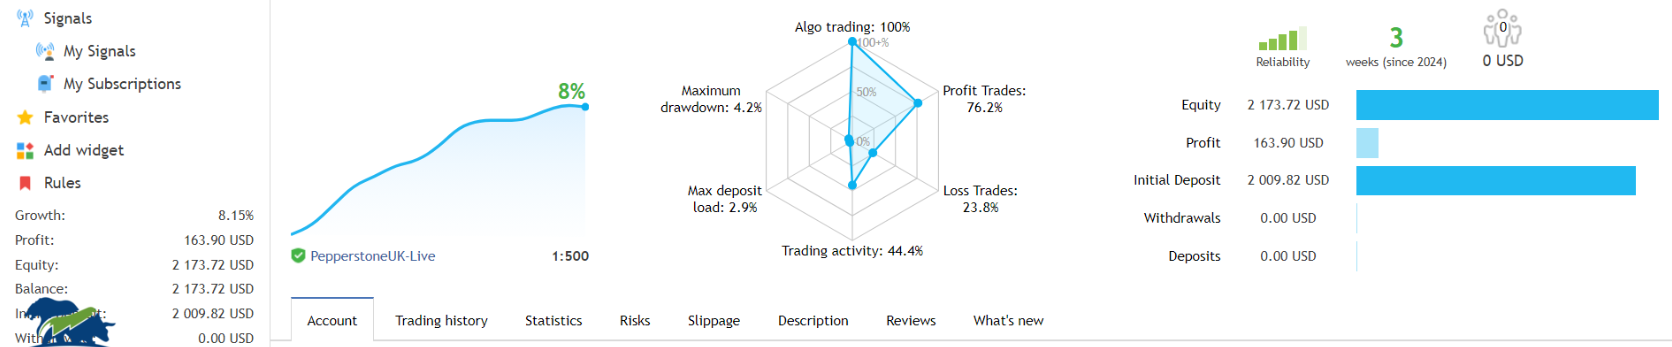 Signals
My Signals
My Subscriptions
Favorites
Add widget
Rules
Growth: 8.15%
Profit: 163.90 USD
Equity: 2 173.72 USD
Balance: 2 173.72 USD
2 009.82 USD
0.00 USD
8%
PepperstoneUK-Live 1:500
Algo trading: 100%
100+%
Maximum
drawdown: 4.2%
50%
Profit Trades:
76.2%
0%
Max deposit
load: 2.9%
Loss Trades:
23.8%
Trading activity: 44.4%
Reliability
3
weeks (since 2024)
0
0 USD
Equity 2 173.72 USD
Profit 163.90 USD
Initial Deposit 2 009.82 USD
Withdrawals 0.00 USD
Deposits 0.00 USD
Account Trading history Statistics Risks Slippage Description Reviews What's new